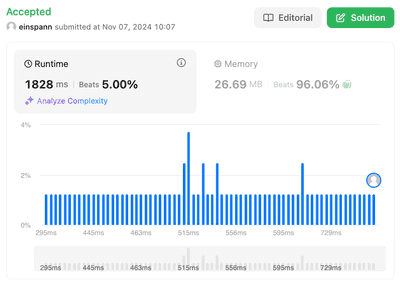 Accepted
einspann submitted at Nov 07, 2024 10:07
Editorial
Solution
Runtime
1828 ms | Beats 5.00%
Analyze Complexity
Memory
26.69 MB | Beats 96.06%
4%
2%
0%
295ms 445ms 463ms 515ms 556ms 605ms 729ms
295ms 445ms 463ms 515ms 556ms 605ms 729ms